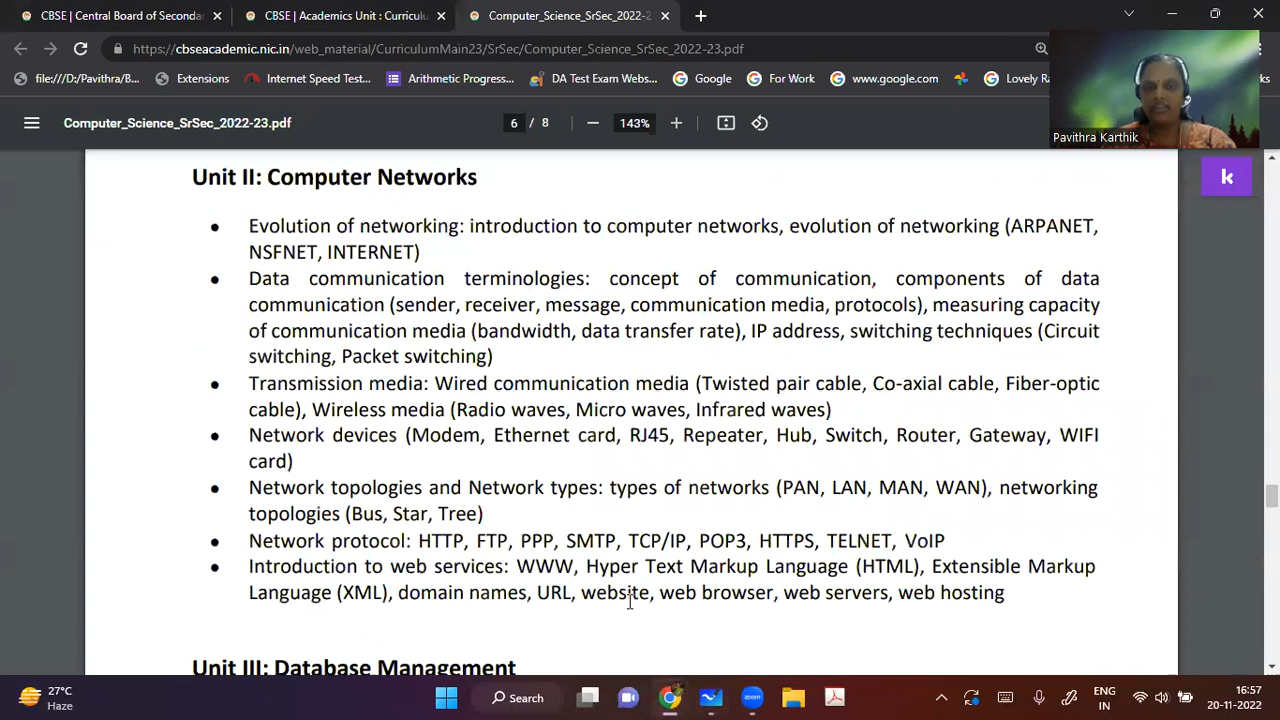 CBSE | Central Board of Secondar
CBSE | Academics Unit : Curriculu
Computer_Science_SrSec_2022-2
https://cbseacademic.nic.in/web_material/CurriculumMain23/SrSec/Computer_Science_SrSec_2022-23.pdf
file:///D:/Pavithra/B...
Extensions
Internet Speed Test...
Arithmetic Progress...
DA Test Exam Webs...
Google
For Work
www.google.com
Lovely Ra
Computer_Science_SrSec_2022-23.pdf
6 / 8
143%
Pavithra Karthik
k
Unit II: Computer Networks
• Evolution of networking: introduction to computer networks, evolution of networking (ARPANET,
NSFNET, INTERNET)
• Data communication terminologies: concept of communication, components of data
communication (sender, receiver, message, communication media, protocols), measuring capacity
of communication media (bandwidth, data transfer rate), IP address, switching techniques (Circuit
switching, Packet switching)
• Transmission media: Wired communication media (Twisted pair cable, Co-axial cable, Fiber-optic
cable), Wireless media (Radio waves, Micro waves, Infrared waves)
• Network devices (Modem, Ethernet card, RJ45, Repeater, Hub, Switch, Router, Gateway, WIFI
card)
• Network topologies and Network types: types of networks (PAN, LAN, MAN, WAN), networking
topologies (Bus, Star, Tree)
• Network protocol: HTTP, FTP, PPP, SMTP, TCP/IP, POP3, HTTPS, TELNET, VoIP
• Introduction to web services: WWW, Hyper Text Markup Language (HTML), Extensible Markup
Language (XML), domain names, URL, website, web browser, web servers, web hosting
Unit III: Database Management
27°C
Haze
Search
ENG
IN
16:57
20-11-2022